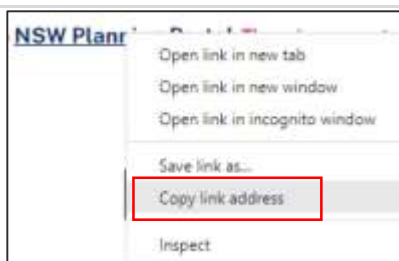 NSW Planr
Open link in new tab
Open link in new window
Open link in incognito window
Save link as...
Copy link address
Inspect